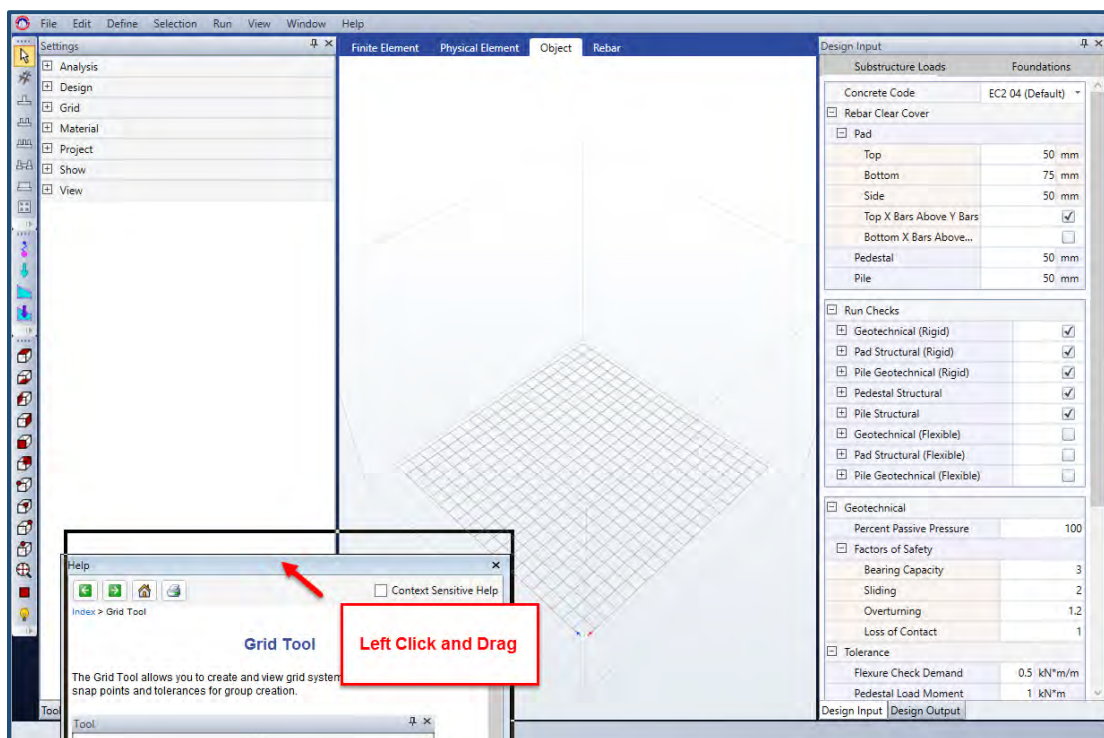 File Edit Define Selection Run View Window Help
Settings
Analysis
Design
Grid
Material
Project
Show
View
Finite Element Physical Element Object Rebar
Design Input
Substructure Loads Foundations
Concrete Code EC2 04 (Default)
Rebar Clear Cover
Pad
Top 50 mm
Bottom 75 mm
Side 50 mm
Top X Bars Above Y Bars
Bottom X Bars Above...
Pedestal 50 mm
Pile 50 mm
Run Checks
Geotechnical (Rigid)
Pad Structural (Rigid)
Pile Geotechnical (Rigid)
Pedestal Structural
Pile Structural
Geotechnical (Flexible)
Pad Structural (Flexible)
Pile Geotechnical (Flexible)
Geotechnical
Percent Passive Pressure 100
Factors of Safety
Bearing Capacity 3
Sliding 2
Overturning 1.2
Loss of Contact 1
Tolerance
Flexure Check Demand 0.5 kN*m/m
Pedestal Load Moment 1 kN*m
Design Input Design Output
Help
Context Sensitive Help
Index > Grid Tool
Grid Tool
The Grid Tool allows you to create and view grid system
snap points and tolerances for group creation.
Tool
Left Click and Drag
Tool